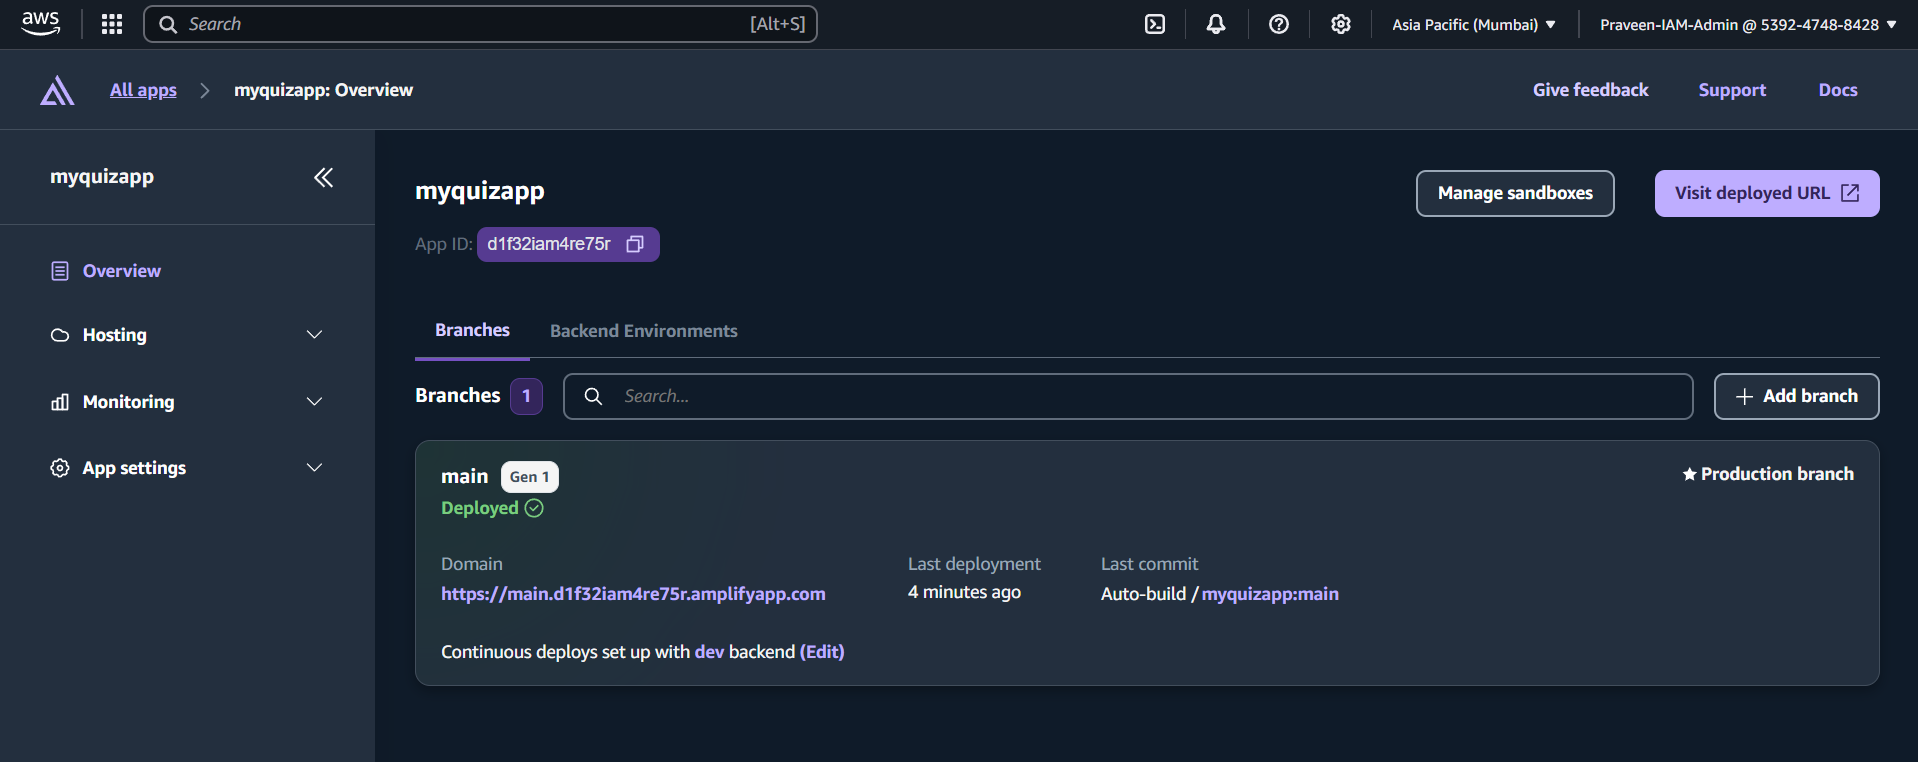 aws
Search [Alt+S]
Asia Pacific (Mumbai)
Praveen-IAM-Admin @ 5392-4748-8428
All apps
myquizapp: Overview
Give feedback
Support
Docs
myquizapp
Overview
Hosting
Monitoring
App settings
myquizapp
Manage sandboxes
Visit deployed URL
App ID: d1f32iam4re75r
Branches
Backend Environments
Branches 1
Search...
Add branch
main Gen 1
Production branch
Deployed
Domain
https://main.d1f32iam4re75r.amplifyapp.com
Last deployment
4 minutes ago
Last commit
Auto-build / myquizapp:main
Continuous deploys set up with dev backend (Edit)